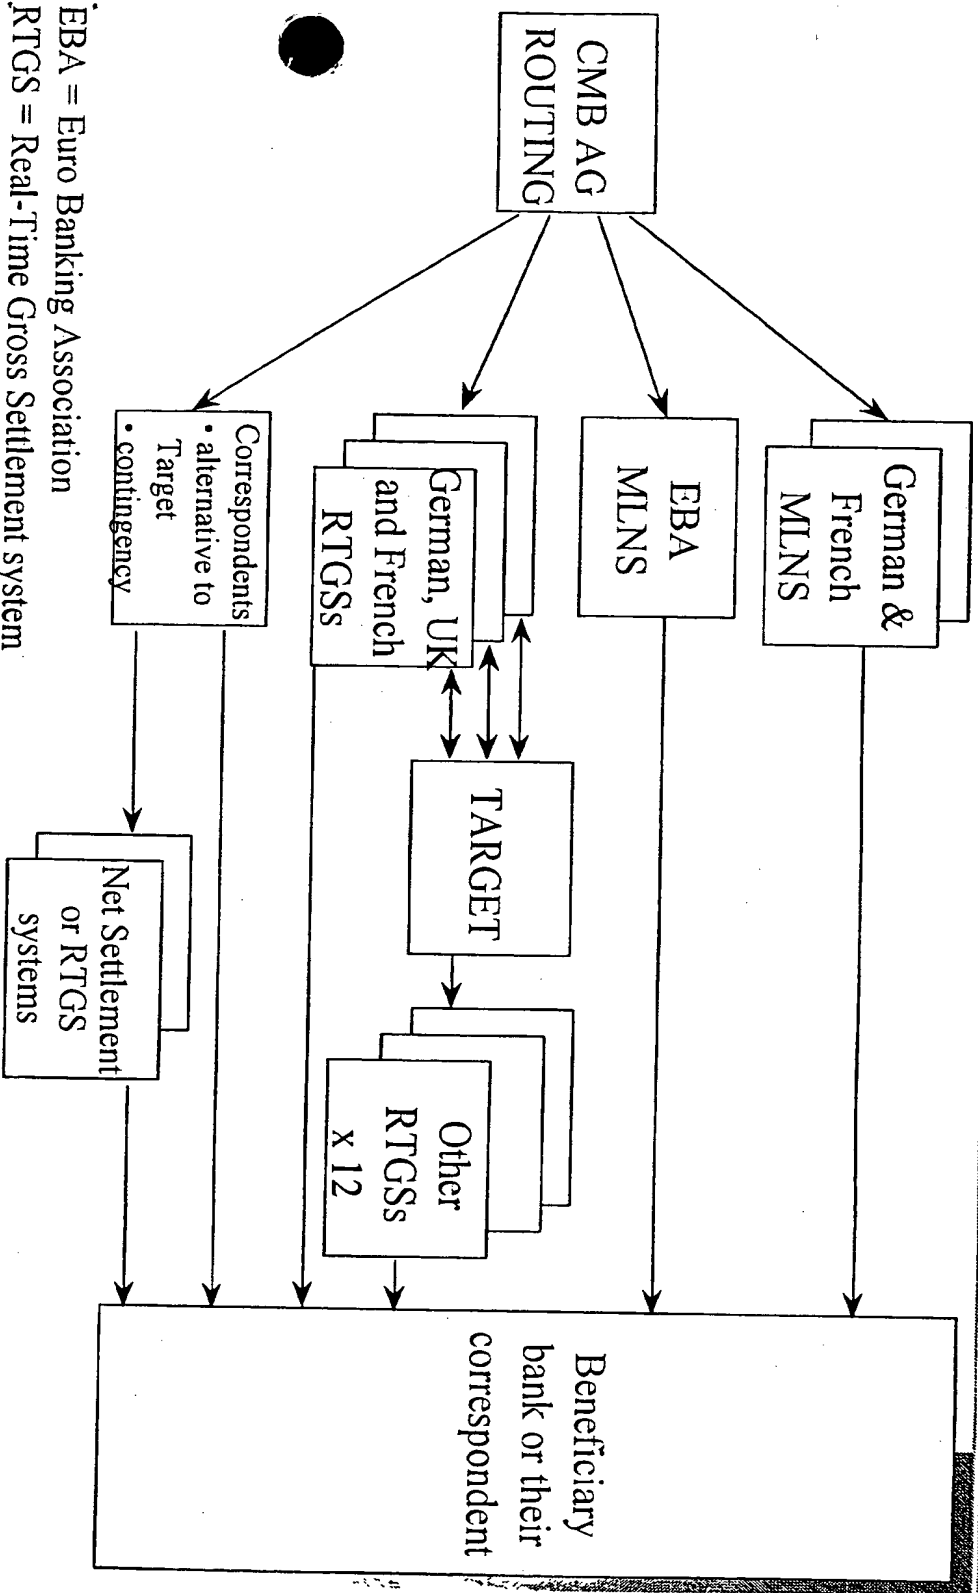 CMB AG
ROUTING
German &
French
MLNS
EBA
MLNS
German, UK
and French
RTGSs
TARGET
Other
RTGSs
x 12
Correspondents
• alternative to
Target
• contingency
Net Settlement
or RTGS
systems
Beneficiary
bank or their
correspondent
EBA = Euro Banking Association
RTGS = Real-Time Gross Settlement system